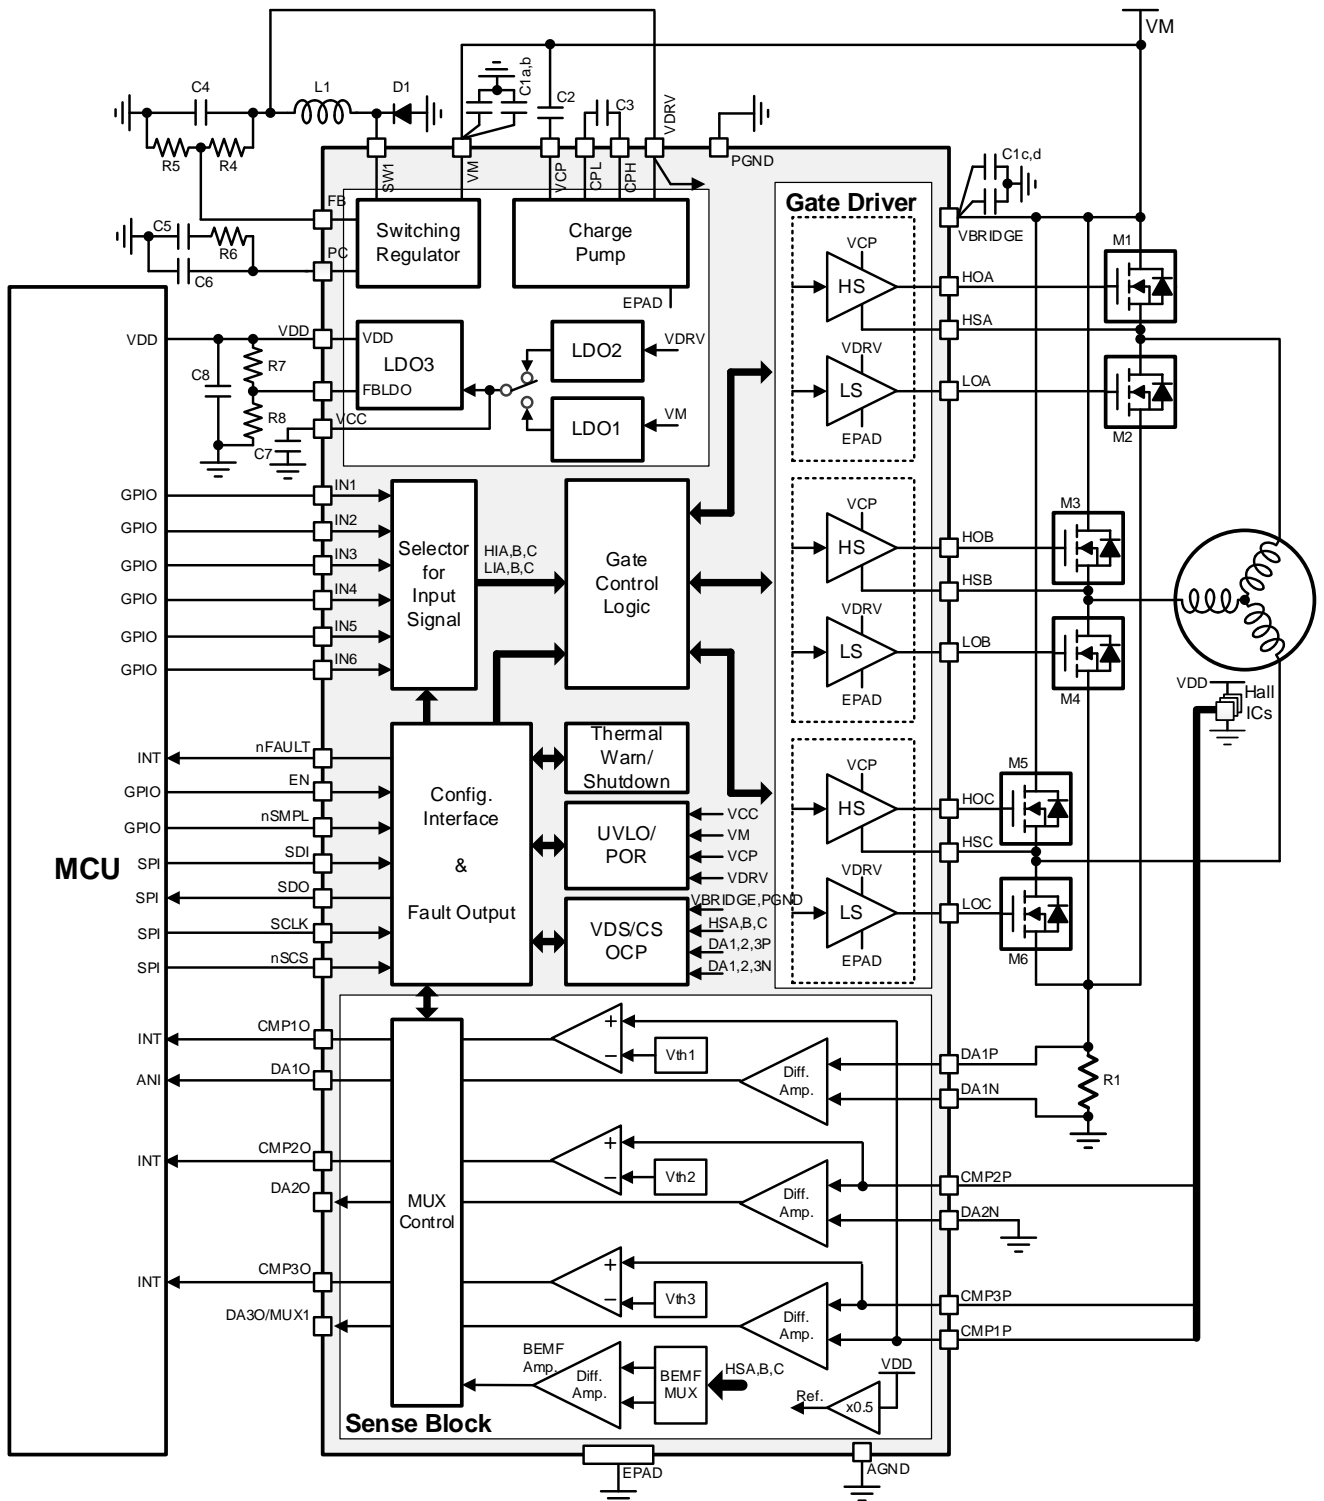 VM
C4
L1
D1
C1a,b
C2
C3
VDRV
R5
R4
SW1
VM
VCP
CPL
CPH
PGND
C1c,d
FB
Switching
Regulator
Charge
Pump
EPAD
Gate Driver
VBRIDGE
C5
R6
C6
PC
MCU
VDD
VDD
VDD
LDO3
FBLDO
LDO2
VDRV
LDO1
VM
C8
R7
R8
C7
VCC
VCP
HS
HOA
HSA
VDRV
LS
LOA
EPAD
M1
M2
GPIO
IN1
GPIO
IN2
GPIO
IN3
GPIO
IN4
GPIO
IN5
GPIO
IN6
Selector
for
Input
Signal
HIA,B,C
LIA,B,C
Gate
Control
Logic
VCP
HS
HOB
HSB
VDRV
LS
LOB
EPAD
M3
M4
VDD
Hall
ICs
INT
nFAULT
GPIO
EN
GPIO
nSMPL
SPI
SDI
SPI
SDO
SPI
SCLK
SPI
nSCS
Config.
Interface
&
Fault Output
Thermal
Warn/
Shutdown
UVLO/
POR
VCC
VM
VCP
VDRV
VDS/CS
OCP
VBRIDGE,PGND
HSA,B,C
DA1,2,3P
DA1,2,3N
VCP
HS
HOC
HSC
VDRV
LS
LOC
EPAD
M5
M6
INT
CMP1O
ANI
DA1O
INT
CMP2O
DA2O
INT
CMP3O
DA3O/MUX1
MUX
Control
+
−
Vth1
Diff.
Amp.
DA1P
DA1N
R1
+
−
Vth2
Diff.
Amp.
CMP2P
DA2N
+
−
Vth3
Diff.
Amp.
CMP3P
CMP1P
BEMF
Amp.
Diff.
Amp.
BEMF
MUX
HSA,B,C
Ref.
x0.5
VDD
Sense Block
EPAD
AGND